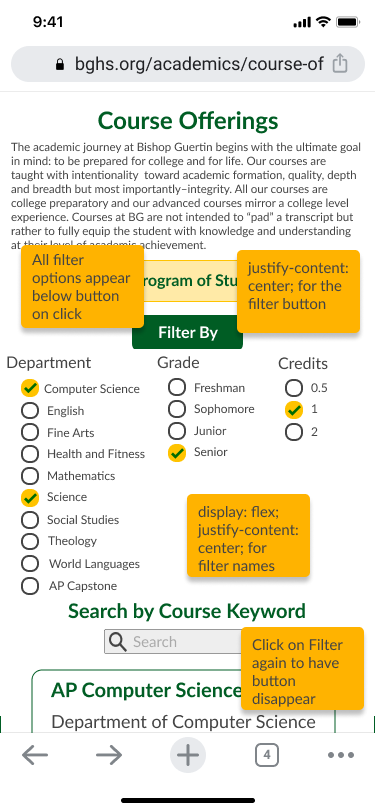 9:41
bghs.org/academics/course-of
Course Offerings
The academic journey at Bishop Guertin begins with the ultimate goal
in mind: to be prepared for college and for life. Our courses are
taught with intentionality toward academic formation, quality, depth
and breadth but most importantly–integrity. All our courses are
college preparatory and our advanced courses mirror a college level
experience. Courses at BG are not intended to “pad” a transcript but
rather to fully equip the student with knowledge and understanding
at their level of academic achievement.
All filter
options appear
below button
on click
rogram of Stu
justify-content:
center; for the
filter button
Filter By
Department
Computer Science
English
Fine Arts
Health and Fitness
Mathematics
Science
Social Studies
Theology
World Languages
AP Capstone
Grade
Freshman
Sophomore
Junior
Senior
Credits
0.5
1
2
display: flex;
justify-content:
center; for
filter names
Search by Course Keyword
Search
Click on Filter
again to have
button
disappear
AP Computer Science
Department of Computer Science
4